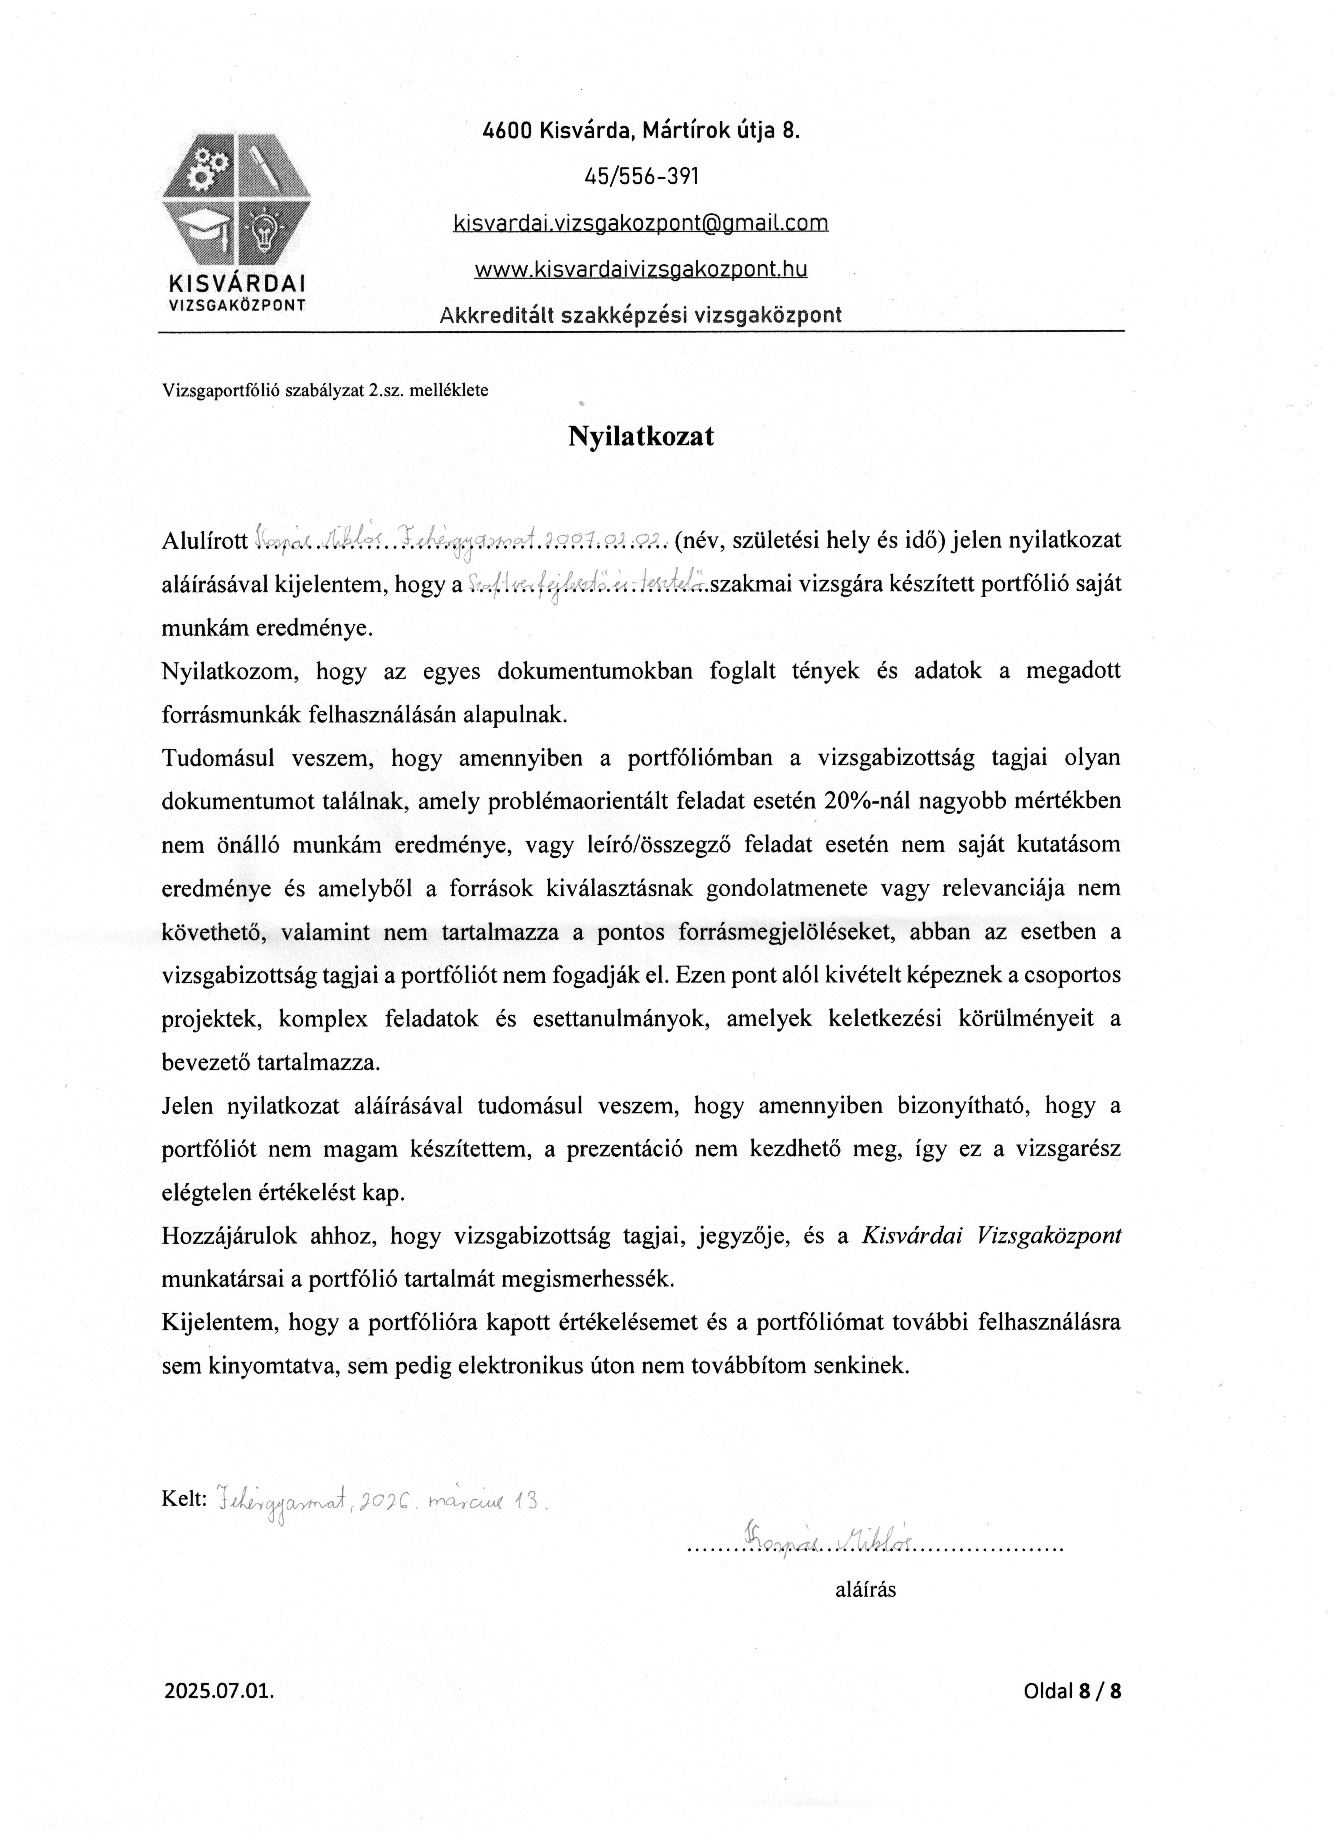 4600 Kisvárda, Mártírok útja 8.
45/556-391
kisvardai.vizsgakozpont@gmail.com
www.kisvardaivizsgakozpont.hu
Akkreditált szakképzési vizsgaközpont
KISVÁRDAI
VIZSGAKÖZPONT
Vizsgaportfólió szabályzat 2.sz. melléklete
Nyilatkozat
Alulírott Miklós Fehérgyarmat 2007.02.02. (név, születési hely és idő) jelen nyilatkozat
aláírásával kijelentem, hogy a Szoftverfejlesztő és -tesztelő szakmai vizsgára készített portfólió saját
munkám eredménye.
Nyilatkozom, hogy az egyes dokumentumokban foglalt tények és adatok a megadott
forrásmunkák felhasználásán alapulnak.
Tudomásul veszem, hogy amennyiben a portfóliómban a vizsgabizottság tagjai olyan
dokumentumot találnak, amely problémaorientált feladat esetén 20%-nál nagyobb mértékben
nem önálló munkám eredménye, vagy leíró/összegző feladat esetén nem saját kutatásom
eredménye és amelyből a források kiválasztásnak gondolatmenete vagy relevanciája nem
követhető, valamint nem tartalmazza a pontos forrásmegjelöléseket, abban az esetben a
vizsgabizottság tagjai a portfóliót nem fogadják el. Ezen pont alól kivételt képeznek a csoportos
projektek, komplex feladatok és esettanulmányok, amelyek keletkezési körülményeit a
bevezető tartalmazza.
Jelen nyilatkozat aláírásával tudomásul veszem, hogy amennyiben bizonyítható, hogy a
portfóliót nem magam készítettem, a prezentáció nem kezdhető meg, így ez a vizsgarész
elégtelen értékelést kap.
Hozzájárulok ahhoz, hogy vizsgabizottság tagjai, jegyzője, és a Kisvárdai Vizsgaközpont
munkatársai a portfólió tartalmát megismerhessék.
Kijelentem, hogy a portfólióra kapott értékelésemet és a portfóliómat további felhasználásra
sem kinyomtatva, sem pedig elektronikus úton nem továbbítom senkinek.
Kelt: Fehérgyarmat, 2026. március 13.
Miklós
aláírás
2025.07.01.
Oldal 8 / 8